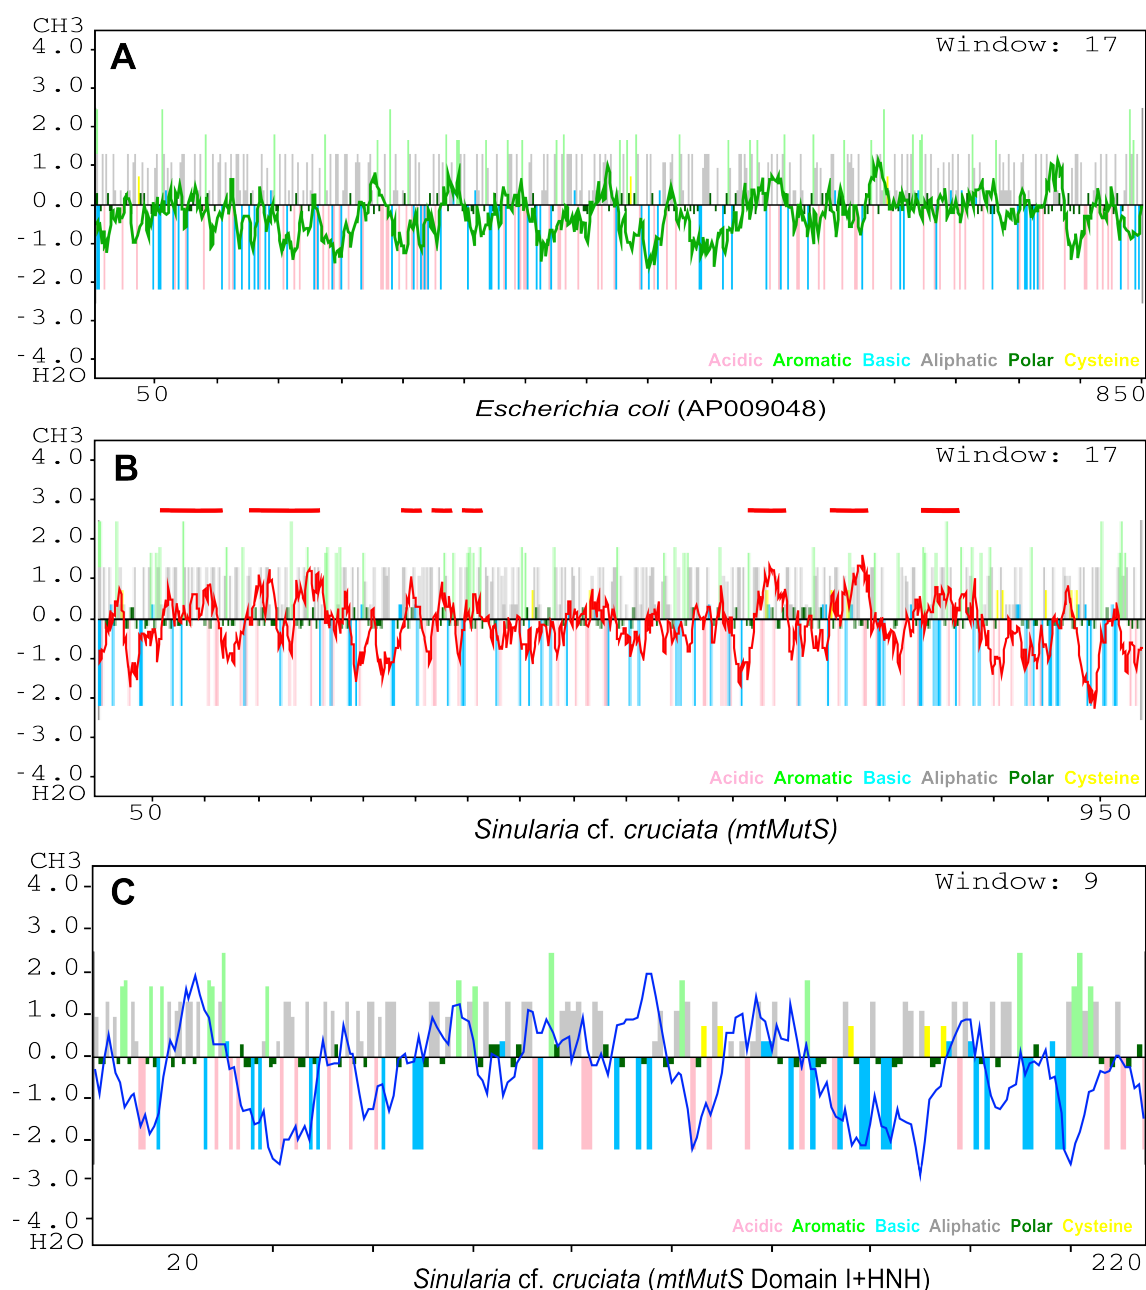 CH3
A
Window: 17
4.0
3.0
2.0
1.0
0.0
-1.0
-2.0
-3.0
-4.0
H2O
Acidic Aromatic Basic Aliphatic Polar Cysteine
50 850
Escherichia coli (AP009048)
CH3
B
Window: 17
4.0
3.0
2.0
1.0
0.0
-1.0
-2.0
-3.0
-4.0
H2O
Acidic Aromatic Basic Aliphatic Polar Cysteine
50 950
Sinularia cf. cruciata (mtMutS)
CH3
C
Window: 9
4.0
3.0
2.0
1.0
0.0
-1.0
-2.0
-3.0
-4.0
H2O
Acidic Aromatic Basic Aliphatic Polar Cysteine
20 220
Sinularia cf. cruciata (mtMutS Domain I+HNH)